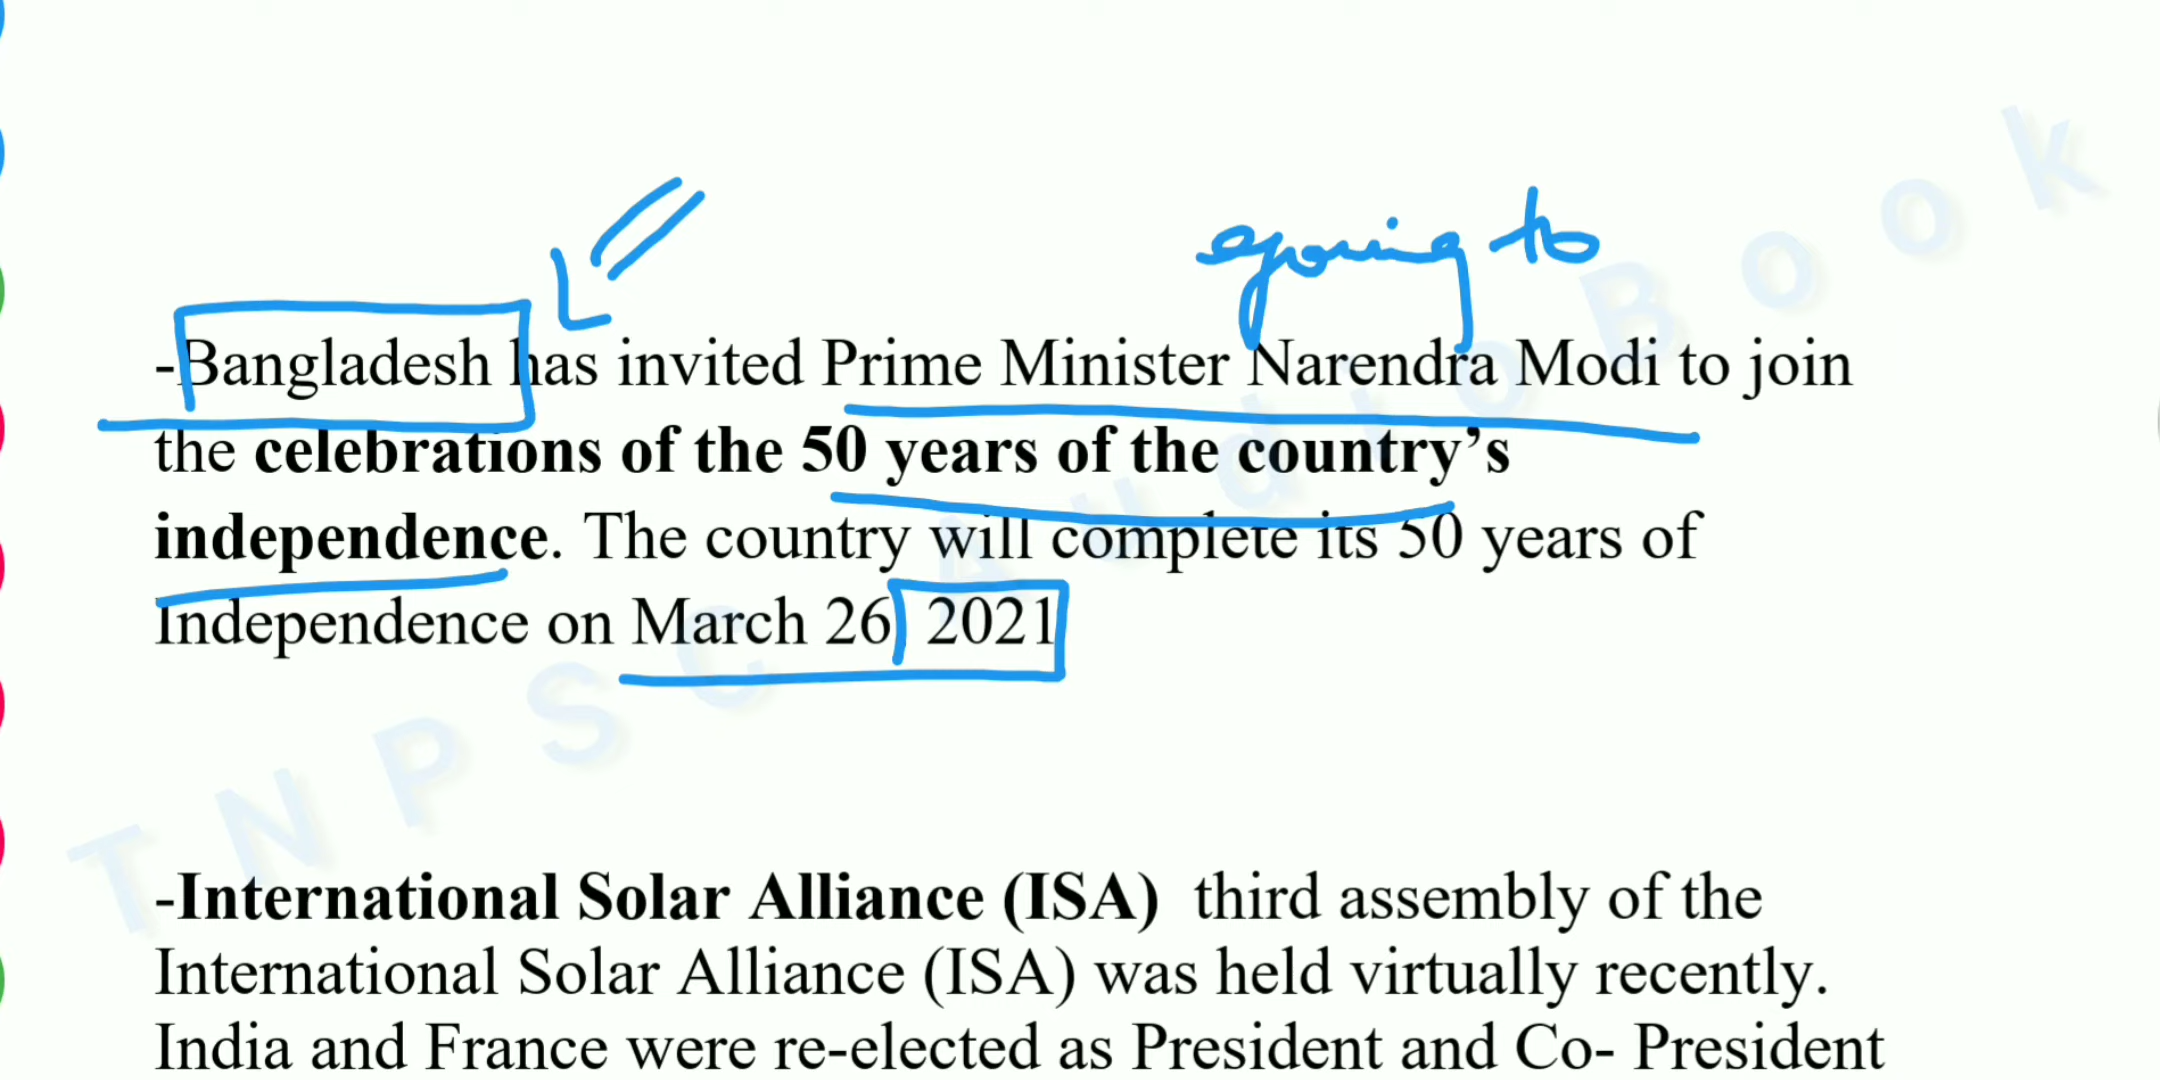 going to
-Bangladesh has invited Prime Minister Narendra Modi to join
the celebrations of the 50 years of the country’s
independence. The country will complete its 50 years of
Independence on March 26, 2021
-International Solar Alliance (ISA) third assembly of the
International Solar Alliance (ISA) was held virtually recently.
India and France were re-elected as President and Co- President
TNPSC Audio Book